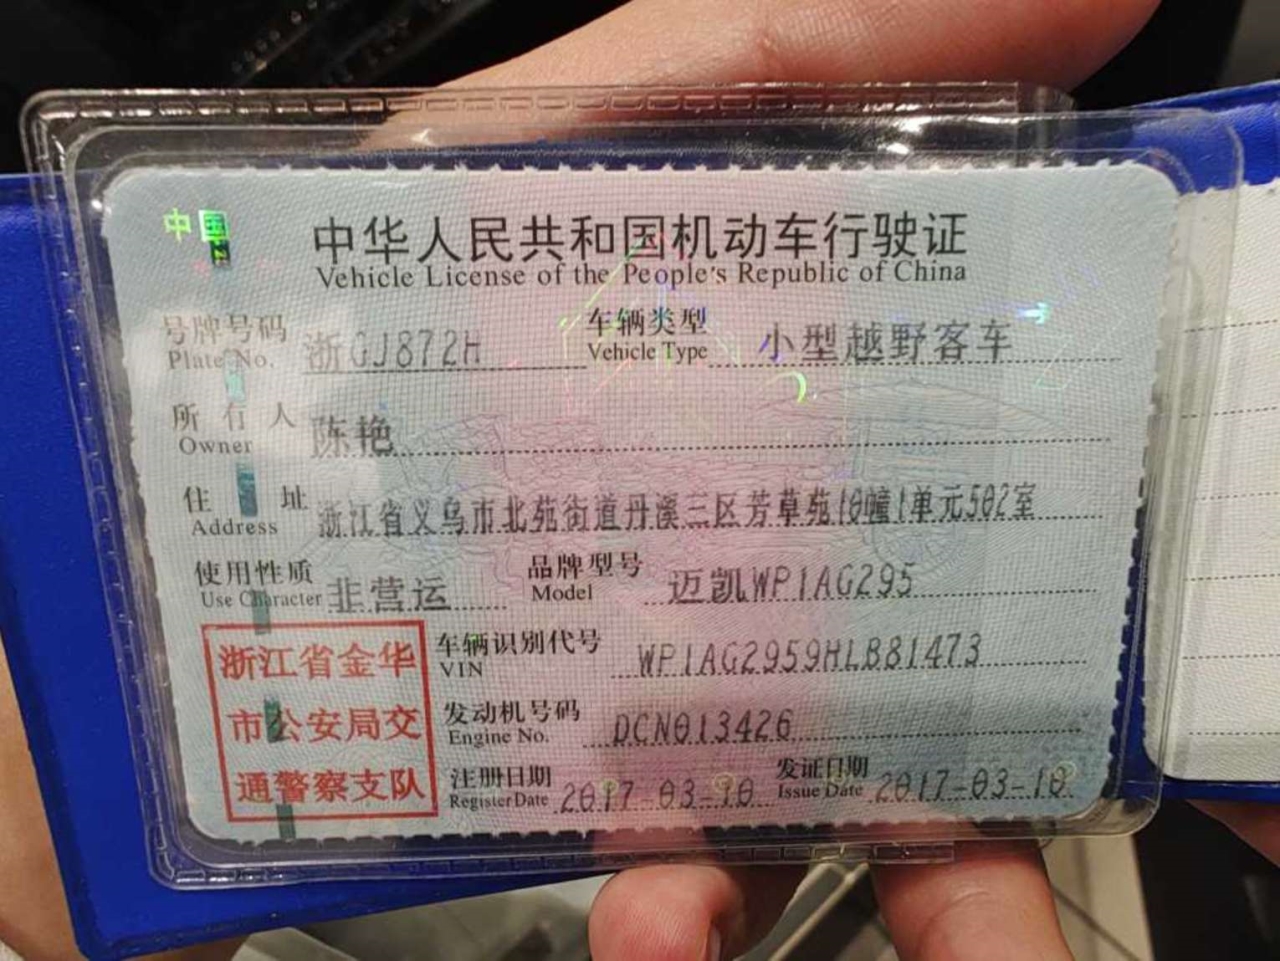 中国
中华人民共和国机动车行驶证
Vehicle License of the People's Republic of China
号牌号码 浙GJ872H 车辆类型 小型越野客车
Plate No. Vehicle Type
所有人 陈艳
Owner
住址 浙江省义乌市北苑街道丹溪三区芳草苑10幢1单元502室
Address
使用性质 非营运 品牌型号 迈凯WP1AG295
Use Character Model
浙江省金华
市公安局交
通警察支队
车辆识别代号 WP1AG2959HLB81473
VIN
发动机号码 DCN013426
Engine No.
注册日期 2017-03-10 发证日期 2017-03-10
Register Date Issue Date